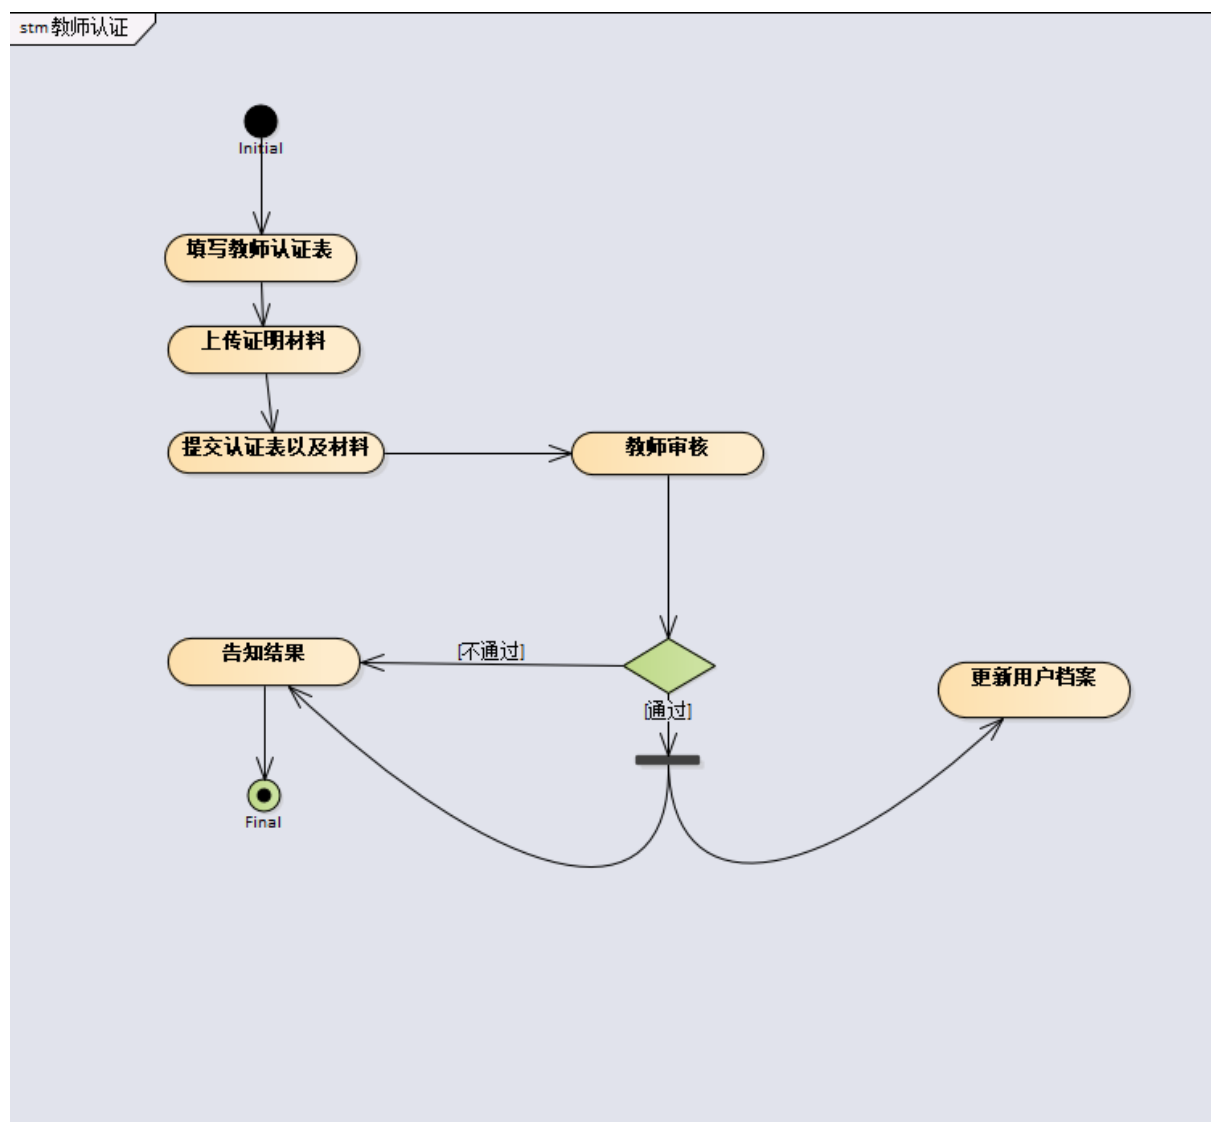 stm 教师认证
Initial
填写教师认证表
上传证明材料
提交认证表以及材料
教师审核
告知结果
[不通过]
更新用户档案
[通过]
Final